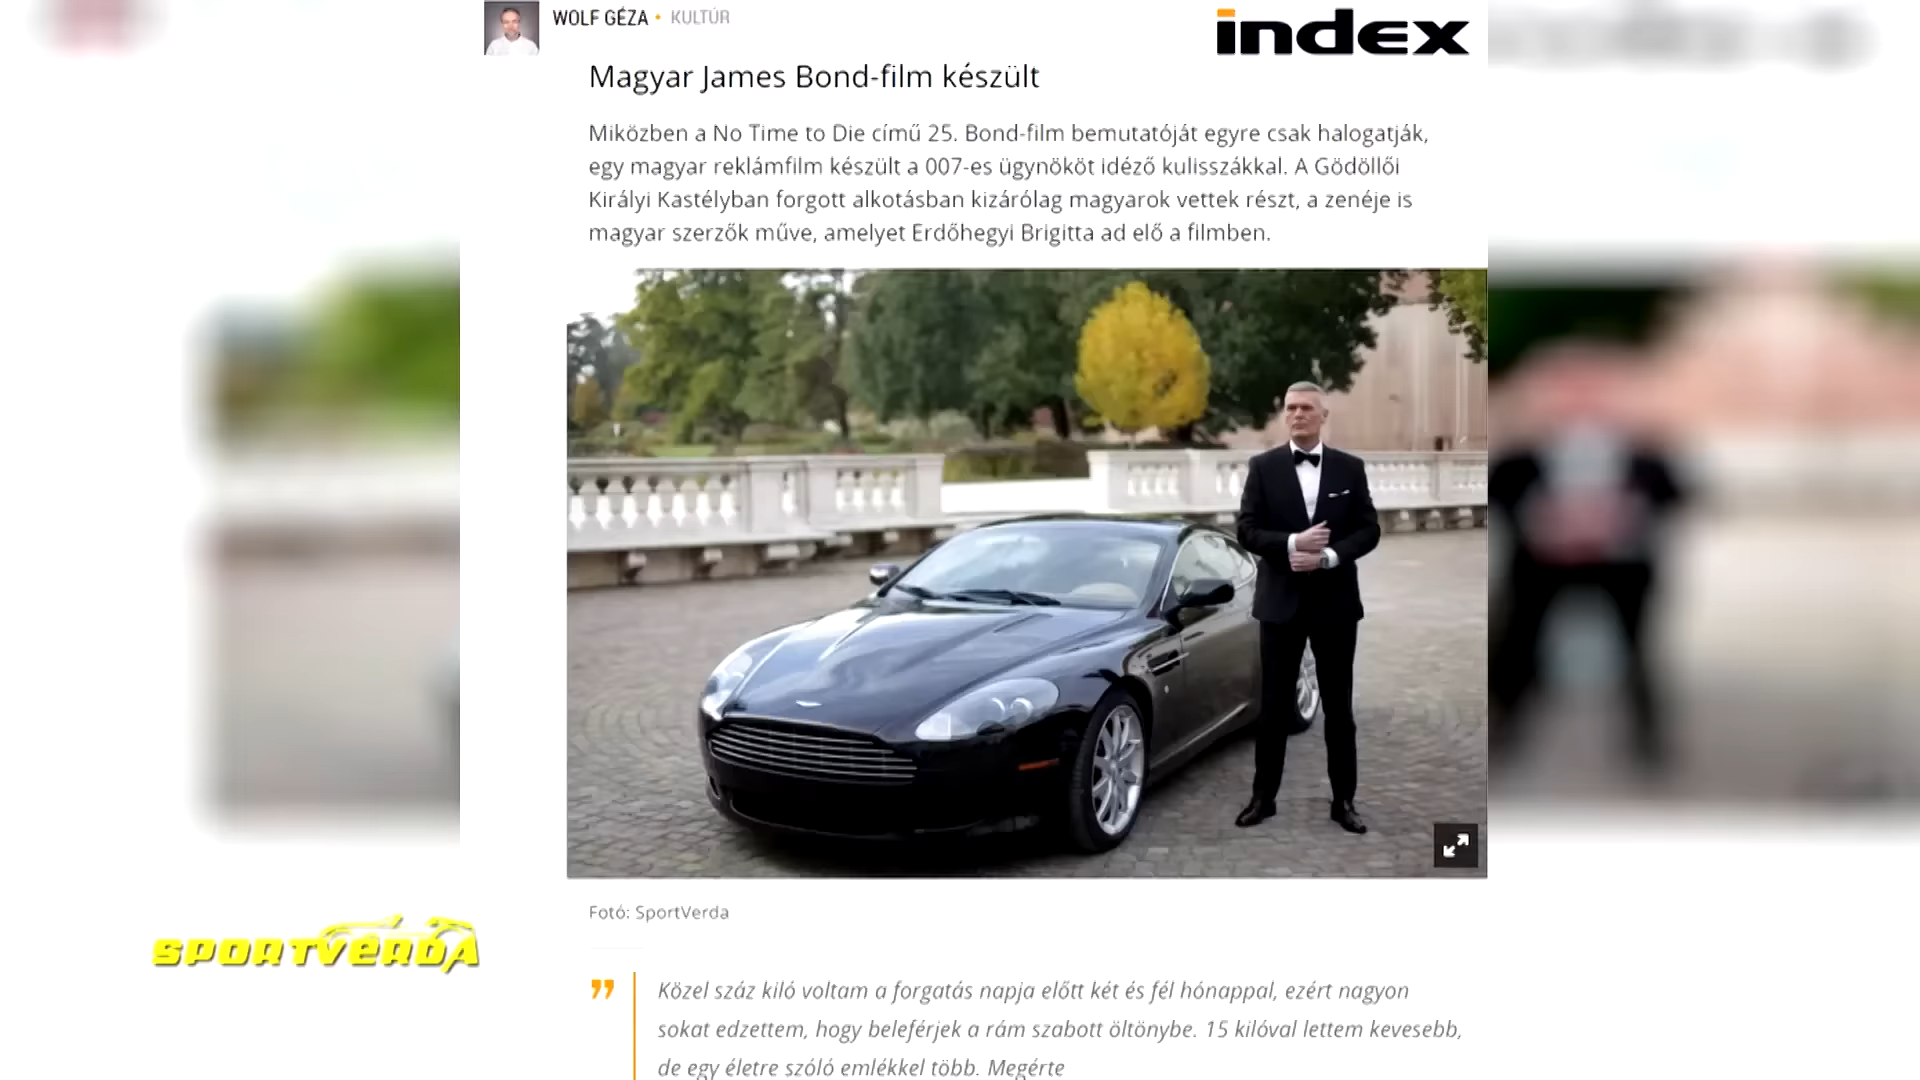 WOLF GÉZA • KULTÚR
index
Magyar James Bond-film készült
Miközben a No Time to Die című 25. Bond-film bemutatóját egyre csak halogatják,
egy magyar reklámfilm készült a 007-es ügynököt idéző kulisszákkal. A Gödöllői
Királyi Kastélyban forgott alkotásban kizárólag magyarok vettek részt, a zenéje is
magyar szerzők műve, amelyet Erdőhegyi Brigitta ad elő a filmben.
Fotó: SportVerda
SPORTVERDA
” Közel száz kiló voltam a forgatás napja előtt két és fél hónappal, ezért nagyon
sokat edzettem, hogy beleférjek a rám szabott öltönybe. 15 kilóval lettem kevesebb,
de egy életre szóló emlékkel több. Megérte